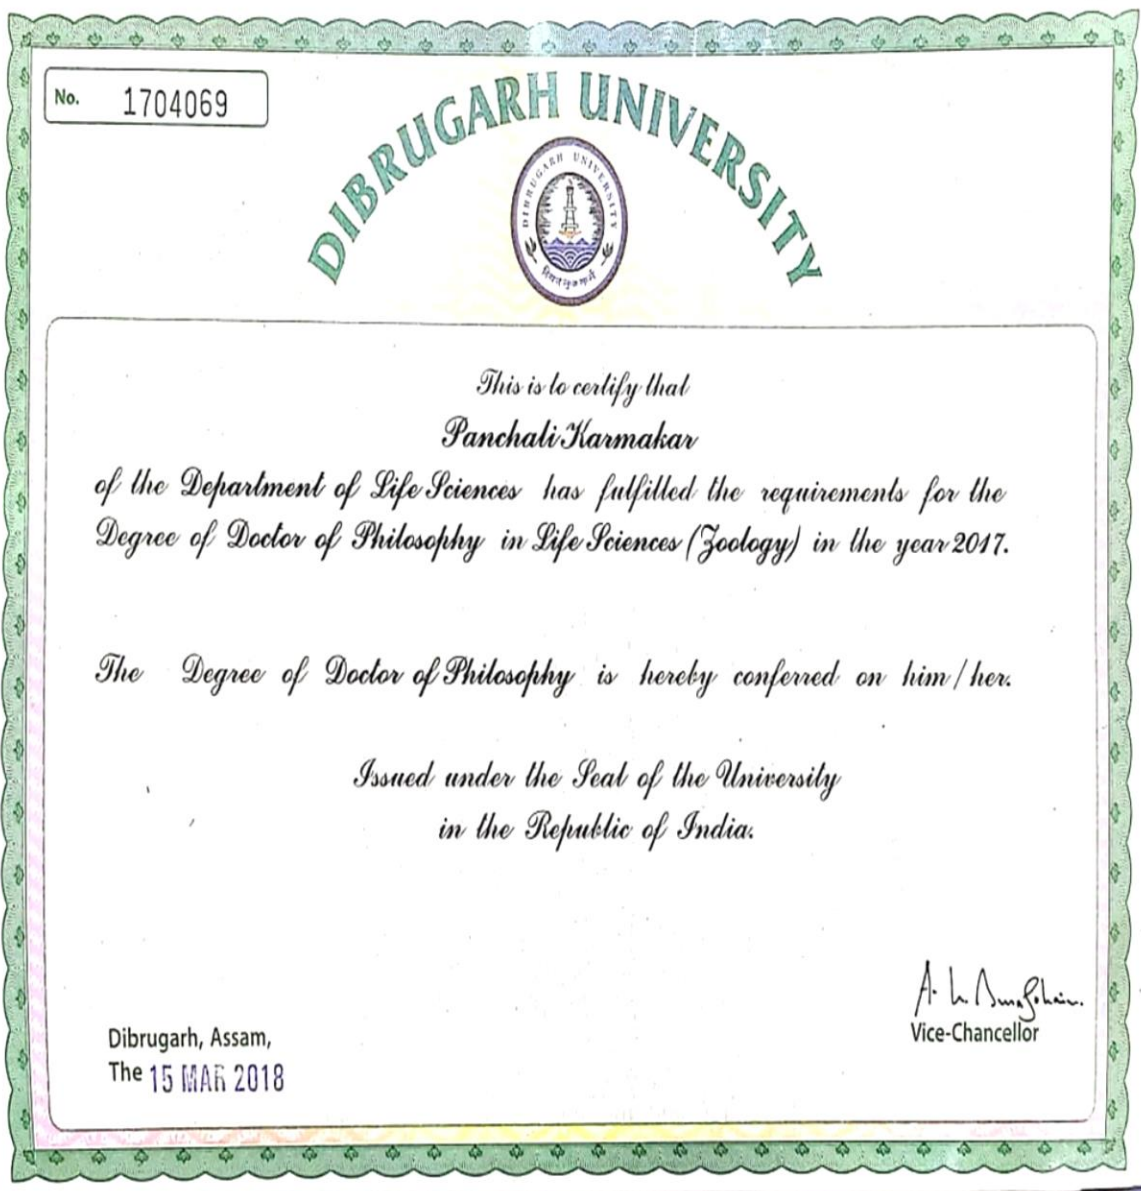 No. 1704069
DIBRUGARH UNIVERSITY
DIBRUGARH UNIVERSITY
This is to certify that
Panchali Karmakar
of the Department of Life Sciences has fulfilled the requirements for the
Degree of Doctor of Philosophy in Life Sciences (Zoology) in the year 2017.
The Degree of Doctor of Philosophy is hereby conferred on him/her.
Issued under the Seal of the University
in the Republic of India.
Vice-Chancellor
Dibrugarh, Assam,
The 15 MAR 2018